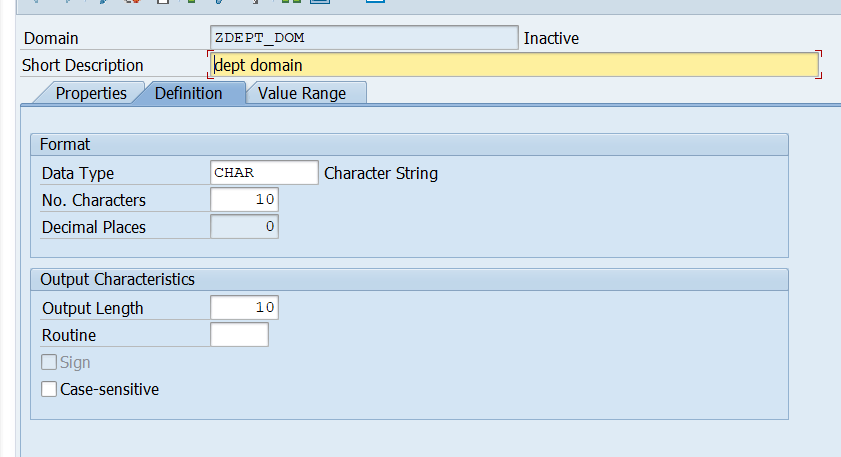 Domain ZDEPT_DOM Inactive
Short Description dept domain
Properties Definition Value Range
Format
Data Type CHAR Character String
No. Characters 10
Decimal Places 0
Output Characteristics
Output Length 10
Routine
Sign
Case-sensitive